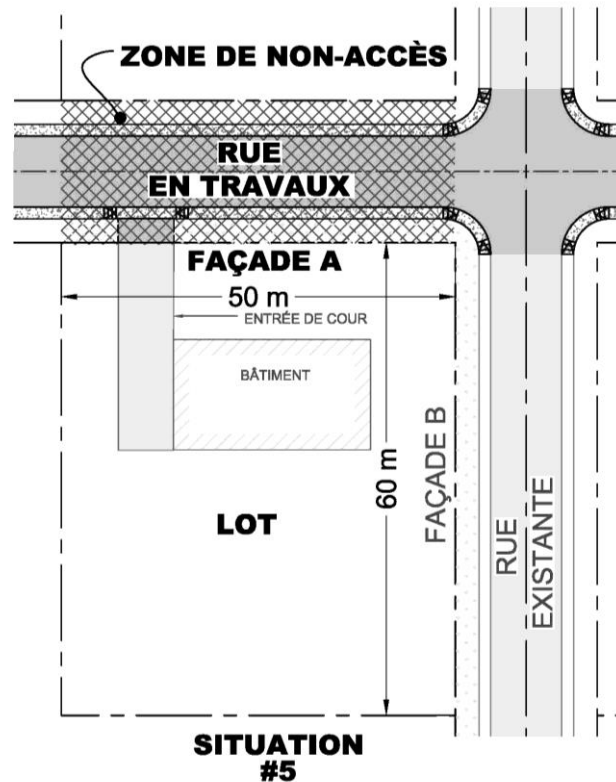 ZONE DE NON-ACCÈS
RUE
EN TRAVAUX
FAÇADE A
50 m
ENTRÉE DE COUR
BÂTIMENT
60 m
FAÇADE B
RUE
EXISTANTE
LOT
SITUATION
#5